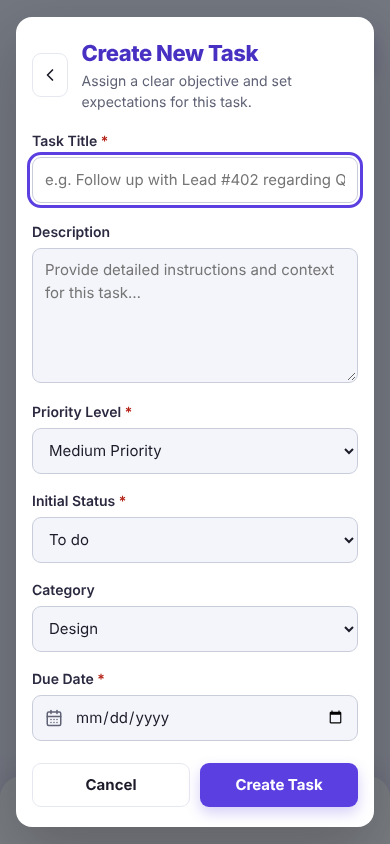 Create New Task
Assign a clear objective and set
expectations for this task.
Task Title *
e.g. Follow up with Lead #402 regarding Q
Description
Provide detailed instructions and context
for this task...
Priority Level *
Medium Priority
Initial Status *
To do
Category
Design
Due Date *
mm/dd/yyyy
Cancel
Create Task